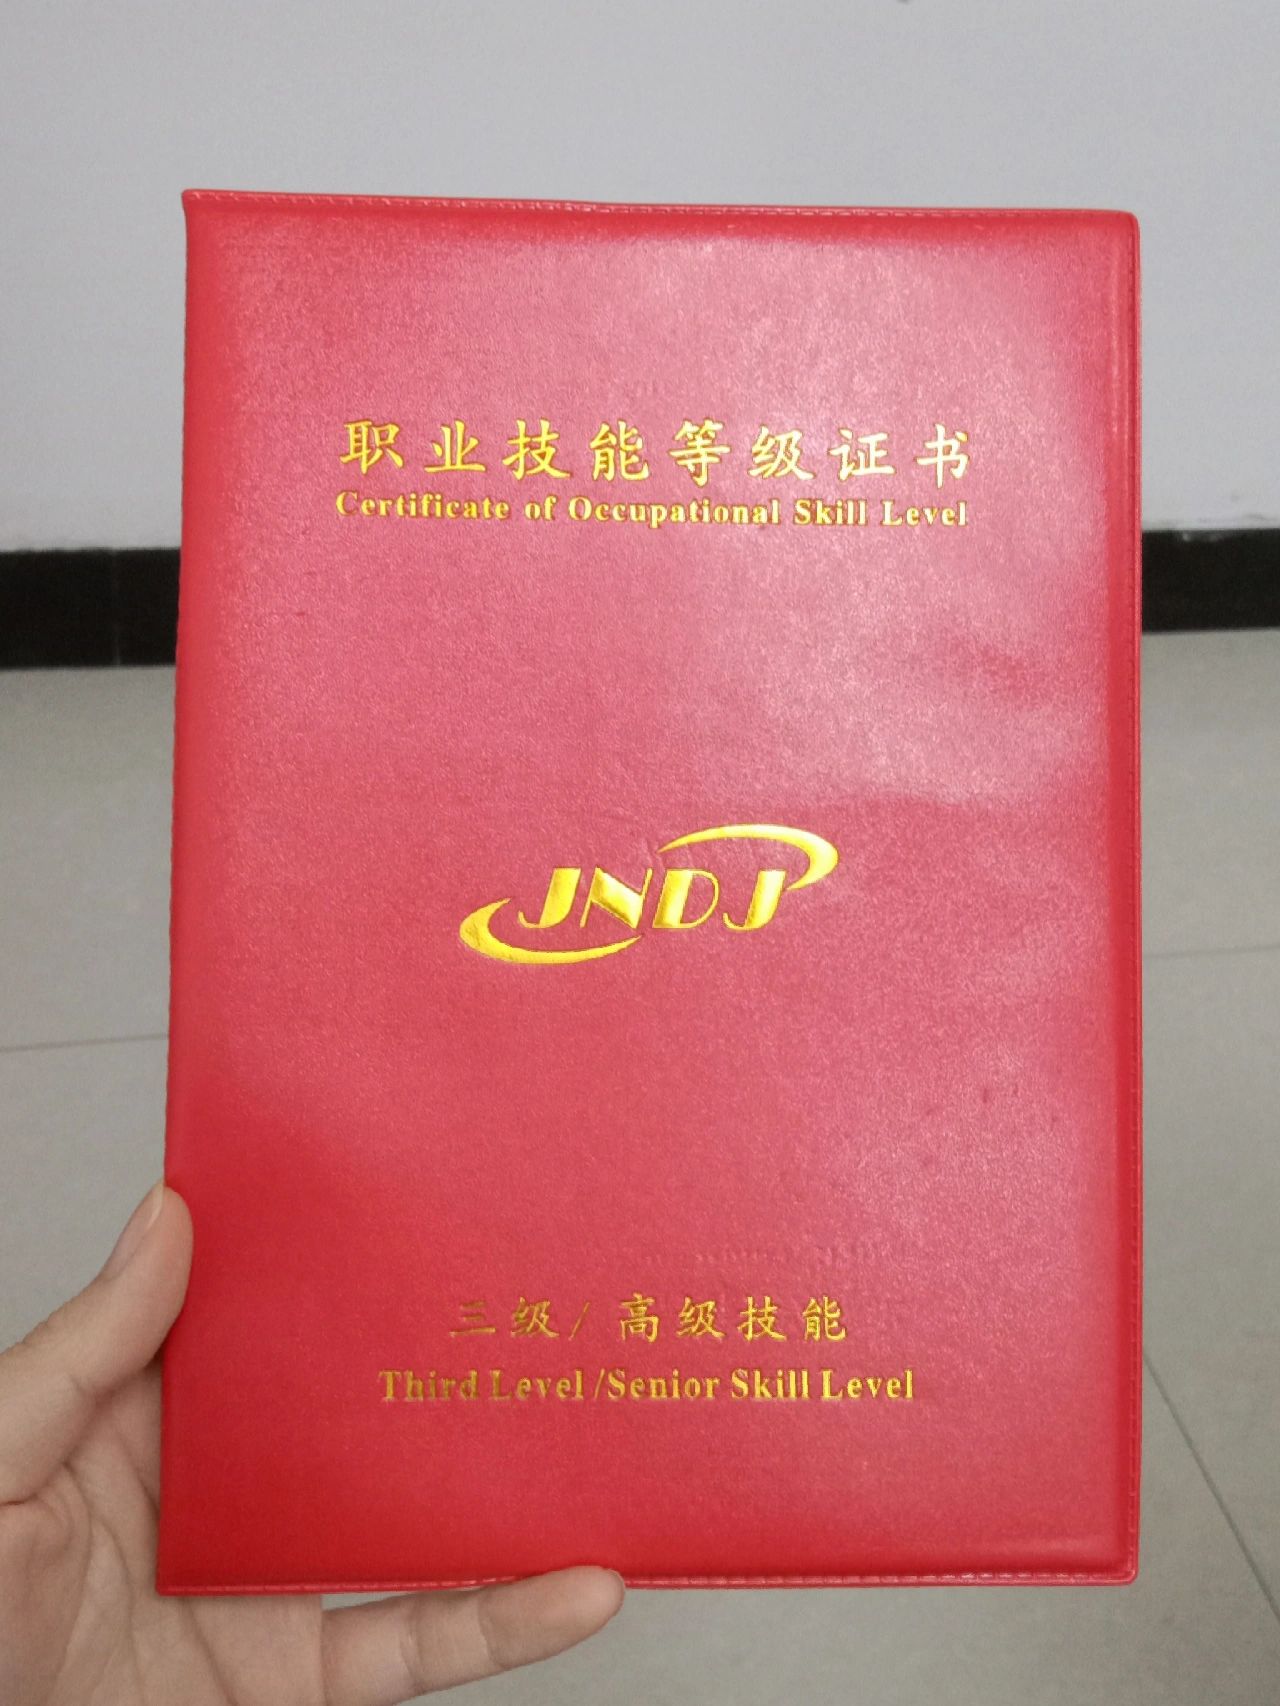 职业技能等级证书
Certificate of Occupational Skill Level
JNDJ
三级/高级技能
Third Level /Senior Skill Level